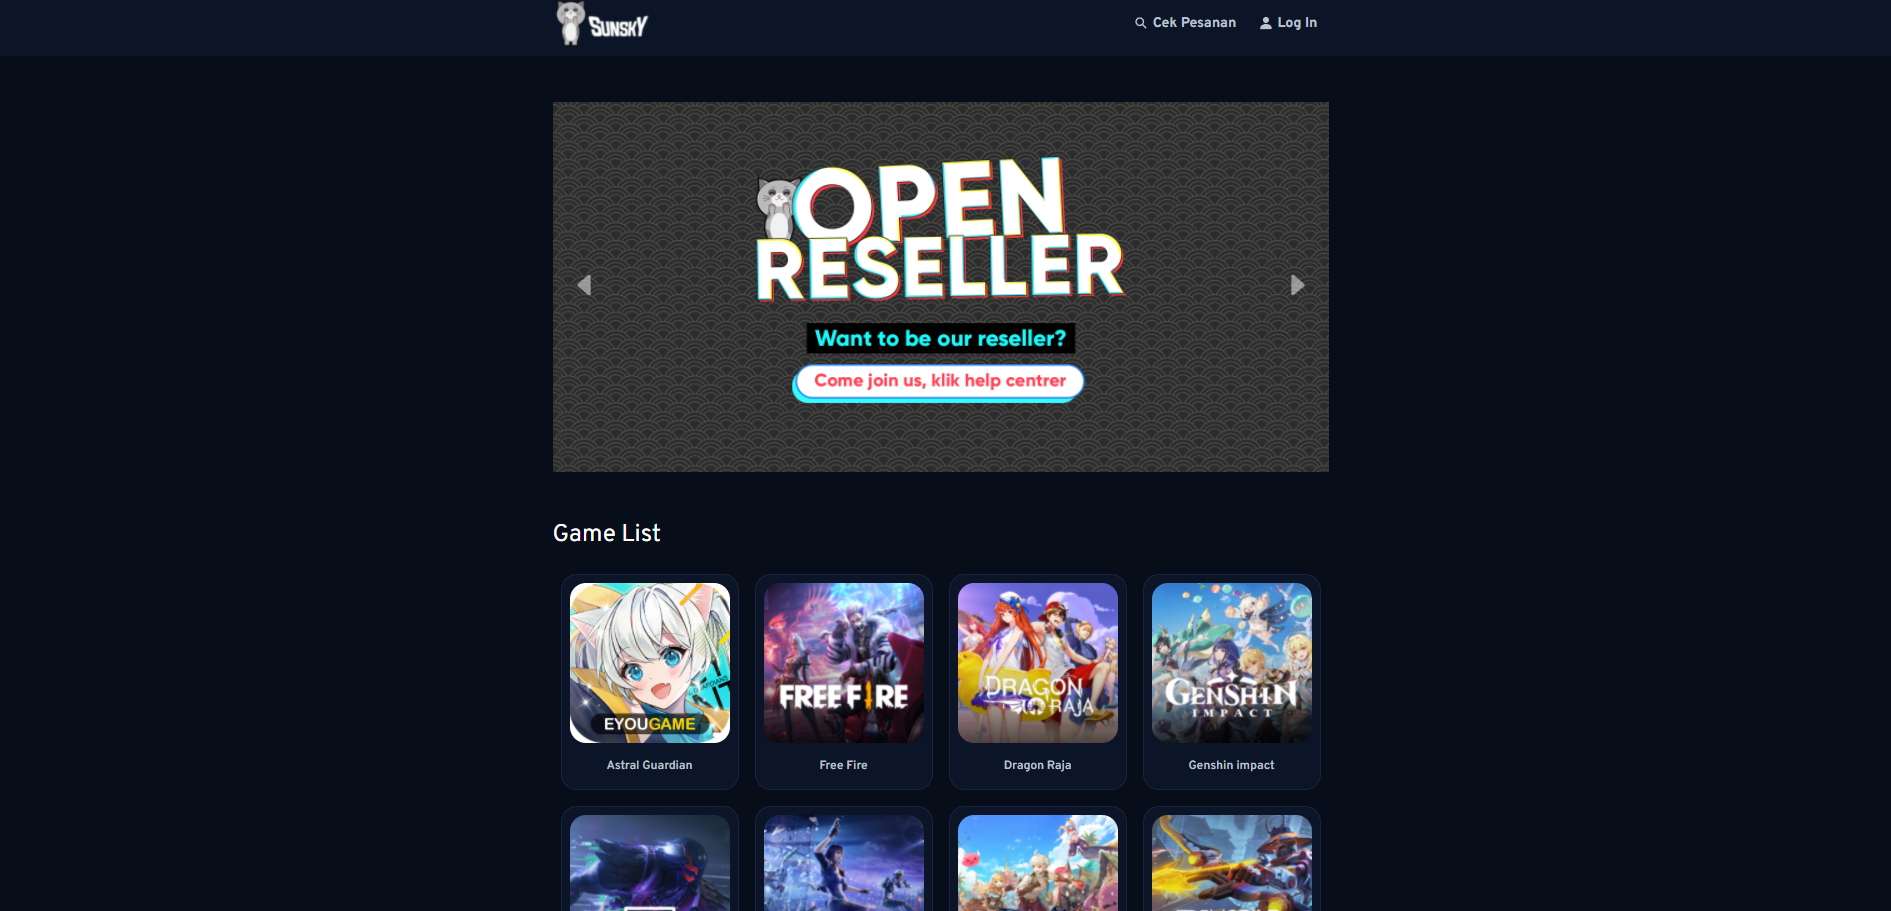 SUNSKY
Cek Pesanan
Log In
OPEN
RESELLER
Want to be our reseller?
Come join us, klik help centrer
Game List
EYOUGAME
FREE FIRE
DRAGON
RAJA
GENSHIN
IMPACT
Astral Guardian
Free Fire
Dragon Raja
Genshin impact